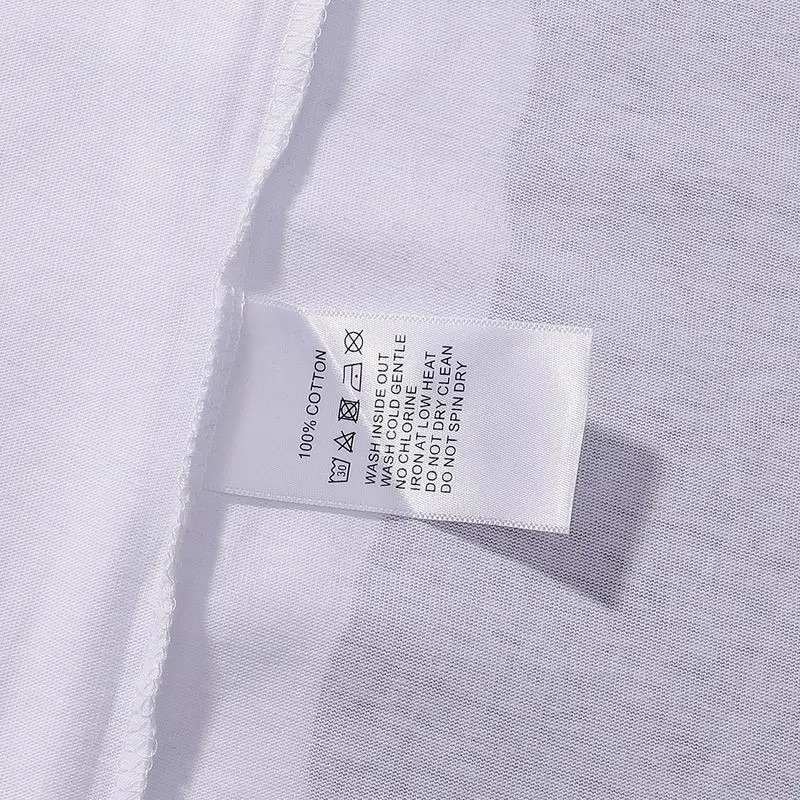 100% COTTON
30
WASH INSIDE OUT
WASH COLD GENTLE
NO CHLORINE
IRON AT LOW HEAT
DO NOT DRY CLEAN
DO NOT SPIN DRY